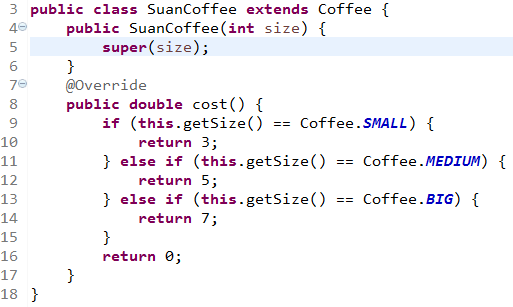 3 public class SuanCoffee extends Coffee {
4 public SuanCoffee(int size) {
5 super(size);
6 }
7 @Override
8 public double cost() {
9 if (this.getSize() == Coffee.SMALL) {
10 return 3;
11 } else if (this.getSize() == Coffee.MEDIUM) {
12 return 5;
13 } else if (this.getSize() == Coffee.BIG) {
14 return 7;
15 }
16 return 0;
17 }
18 }